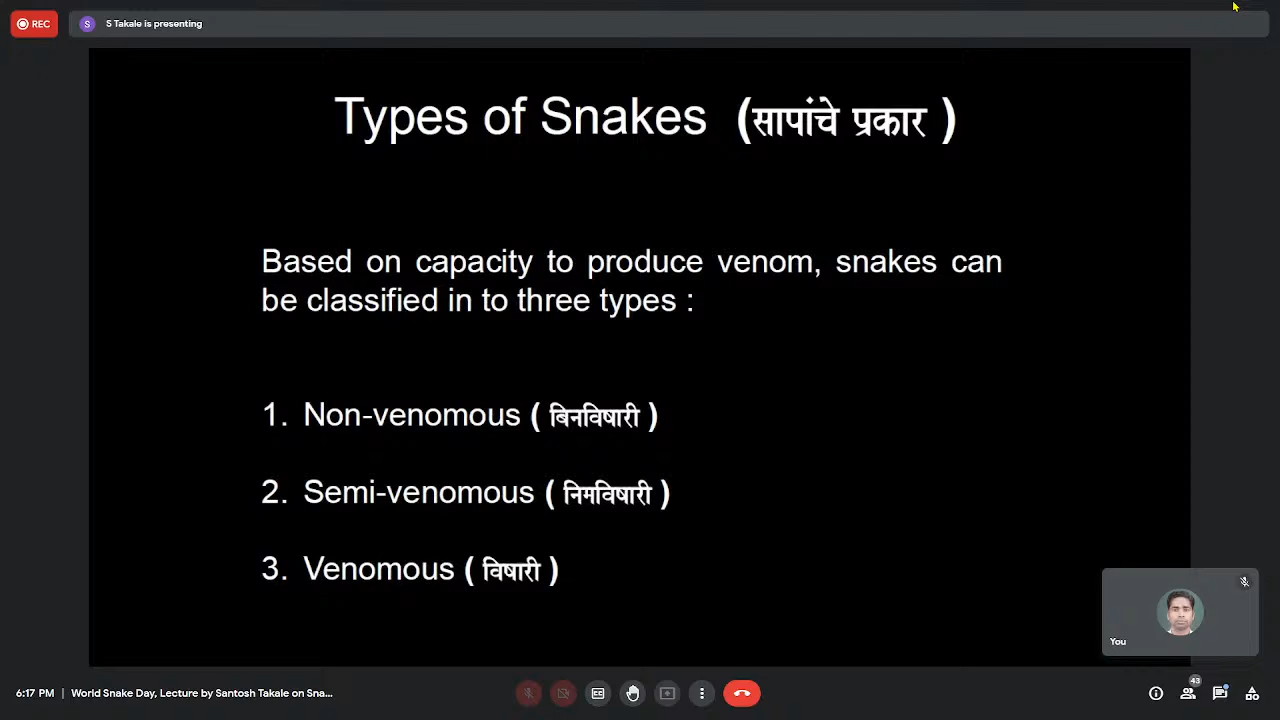 REC
S
S Takale is presenting
Types of Snakes (सापांचे प्रकार )
Based on capacity to produce venom, snakes can
be classified in to three types :
1. Non-venomous ( बिनविषारी )
2. Semi-venomous ( निमविषारी )
3. Venomous ( विषारी )
You
6:17 PM | World Snake Day, Lecture by Santosh Takale on Sna...
43